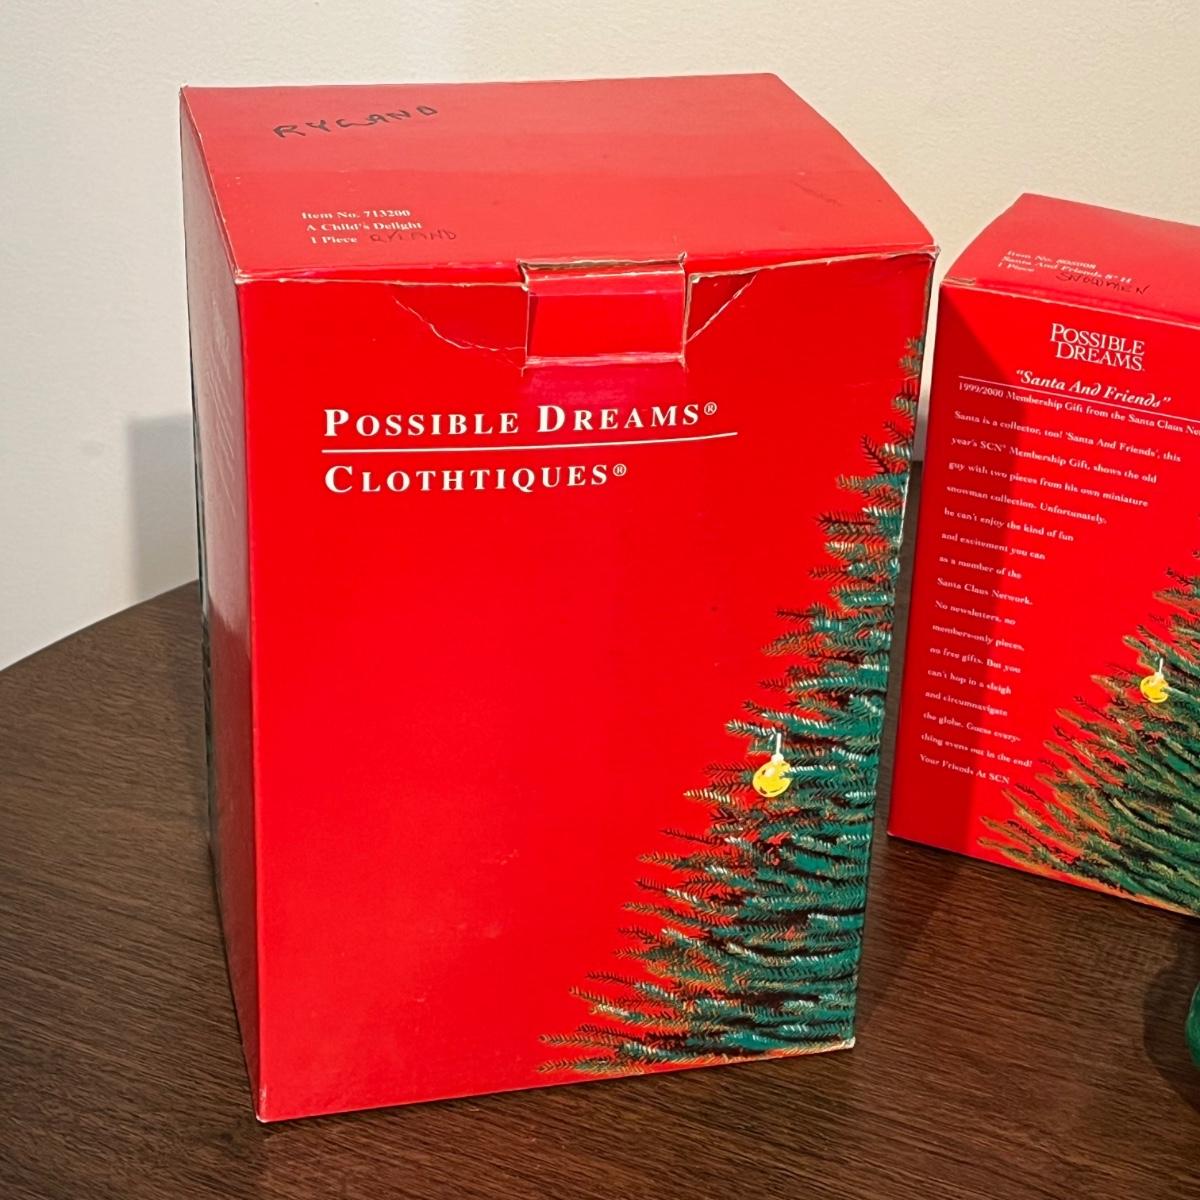 RYLAND
Item No. 713200
A Child's Delight
1 Piece RYLAND
POSSIBLE DREAMS®
CLOTHTIQUES®
Santa And Friends 8" H
1 Piece SNOWMEN
POSSIBLE
DREAMS.
"Santa And Friends"
1999/2000 Membership Gift from the Santa Claus
Santa is a collector, too! 'Santa And Friends', this
year's SCN® Membership Gift, shows the old
guy with two pieces from his own miniature
snowman collection. Unfortunately,
he can't enjoy the kind of fun
and excitement you can
as a member of the
Santa Claus Network.
No newsletters, no
members-only pieces,
no free gifts. But you
can't hop in a sleigh
and circumnavigate
the globe. Guess every-
thing evens out in the end!
Your Friends At SCN